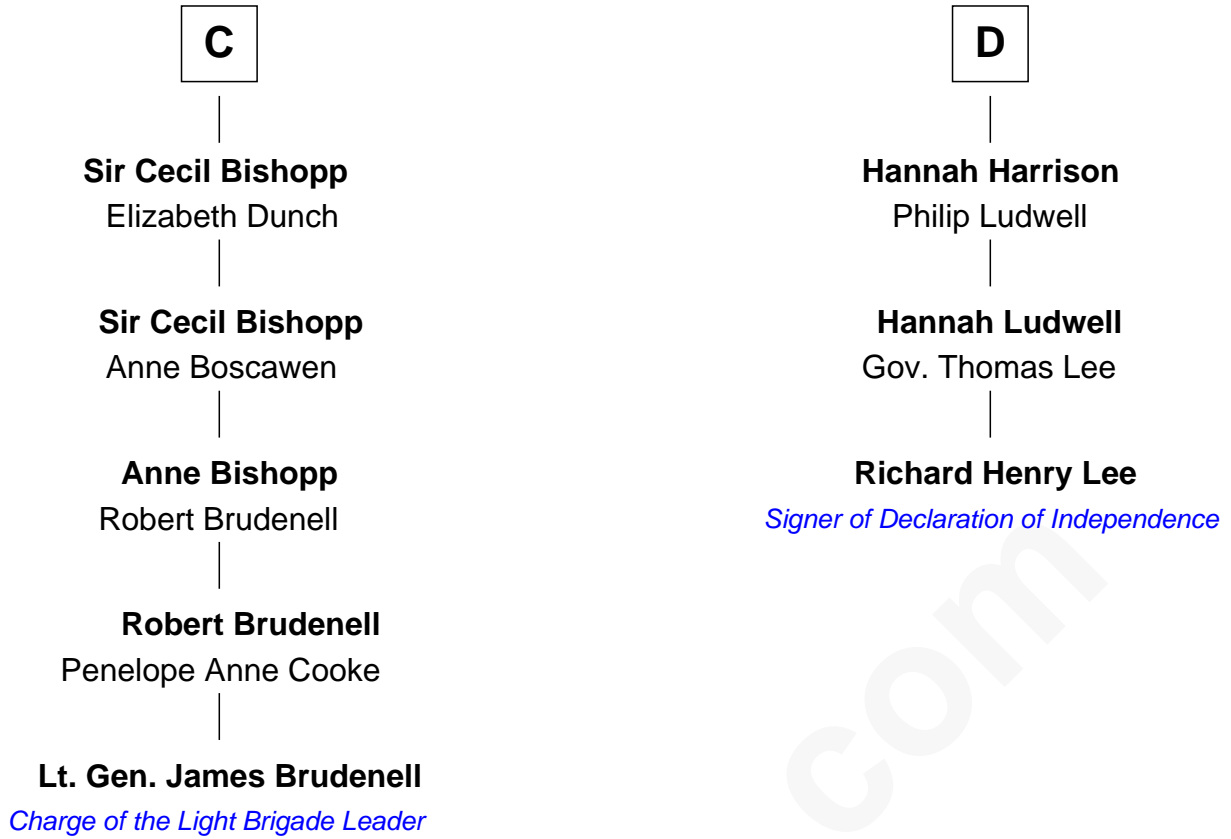 C
Sir Cecil Bishopp
Elizabeth Dunch
Sir Cecil Bishopp
Anne Boscawen
Anne Bishopp
Robert Brudenell
Robert Brudenell
Penelope Anne Cooke
Lt. Gen. James Brudenell
Charge of the Light Brigade Leader
D
Hannah Harrison
Philip Ludwell
Hannah Ludwell
Gov. Thomas Lee
Richard Henry Lee
Signer of Declaration of Independence
com